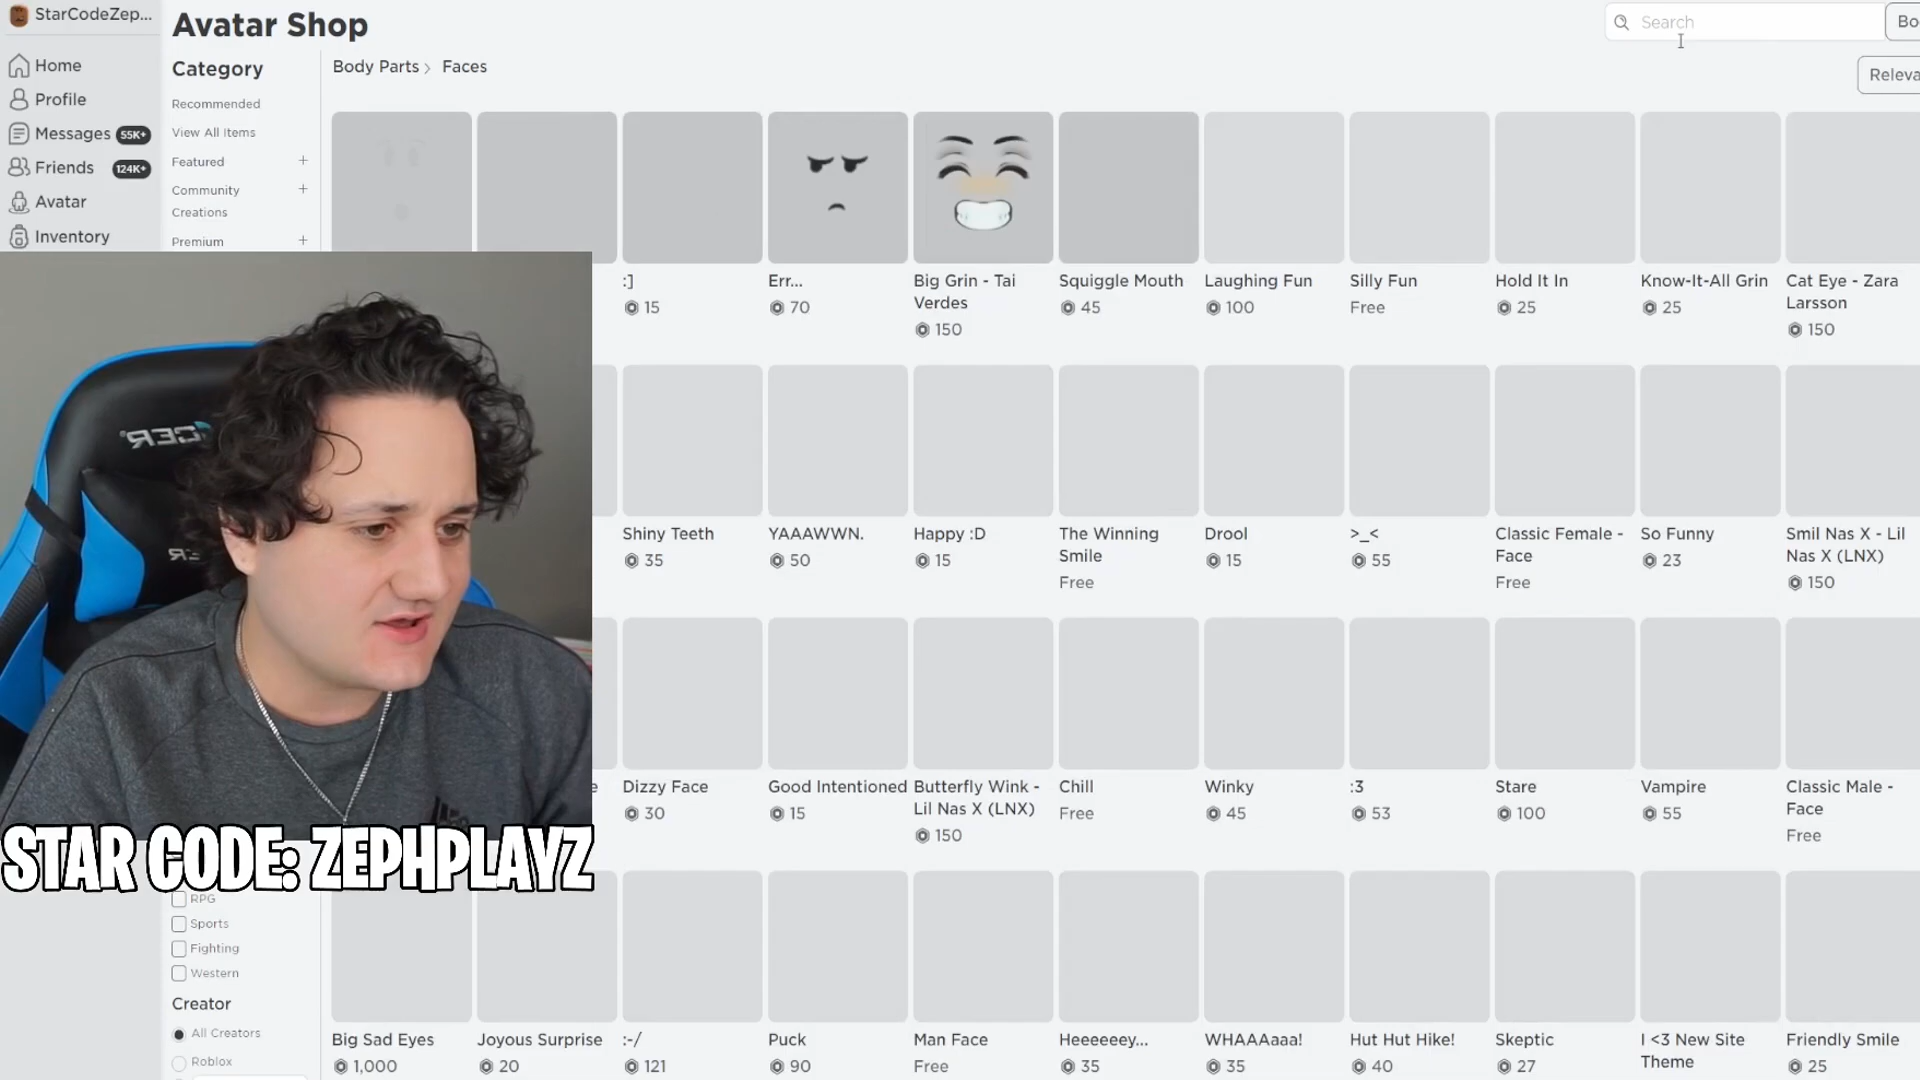 StarCodeZep...
Avatar Shop
Search
Bo
Home
Profile
Messages 55K+
Friends 124K+
Avatar
Inventory
Category
Recommended
View All Items
Featured +
Community +
Creations
Premium +
Body Parts > Faces
Releva
:]
15
Err...
70
Big Grin - Tai
Verdes
150
Squiggle Mouth
45
Laughing Fun
100
Silly Fun
Free
Hold It In
25
Know-It-All Grin
25
Cat Eye - Zara
Larsson
150
Shiny Teeth
35
YAAAWWN.
50
Happy :D
15
The Winning
Smile
Free
Drool
15
>_<
55
Classic Female -
Face
Free
So Funny
23
Smil Nas X - Lil
Nas X (LNX)
150
e
Dizzy Face
30
Good Intentioned
15
Butterfly Wink -
Lil Nas X (LNX)
150
Chill
Free
Winky
45
:3
53
Stare
100
Vampire
55
Classic Male -
Face
Free
STAR CODE: ZEPHPLAYZ
RPG
Sports
Fighting
Western
Creator
All Creators
Roblox
Big Sad Eyes
1,000
Joyous Surprise
20
:-/
121
Puck
90
Man Face
Free
Heeeeeey...
35
WHAAAaaa!
35
Hut Hut Hike!
40
Skeptic
27
I <3 New Site
Theme
Friendly Smile
25